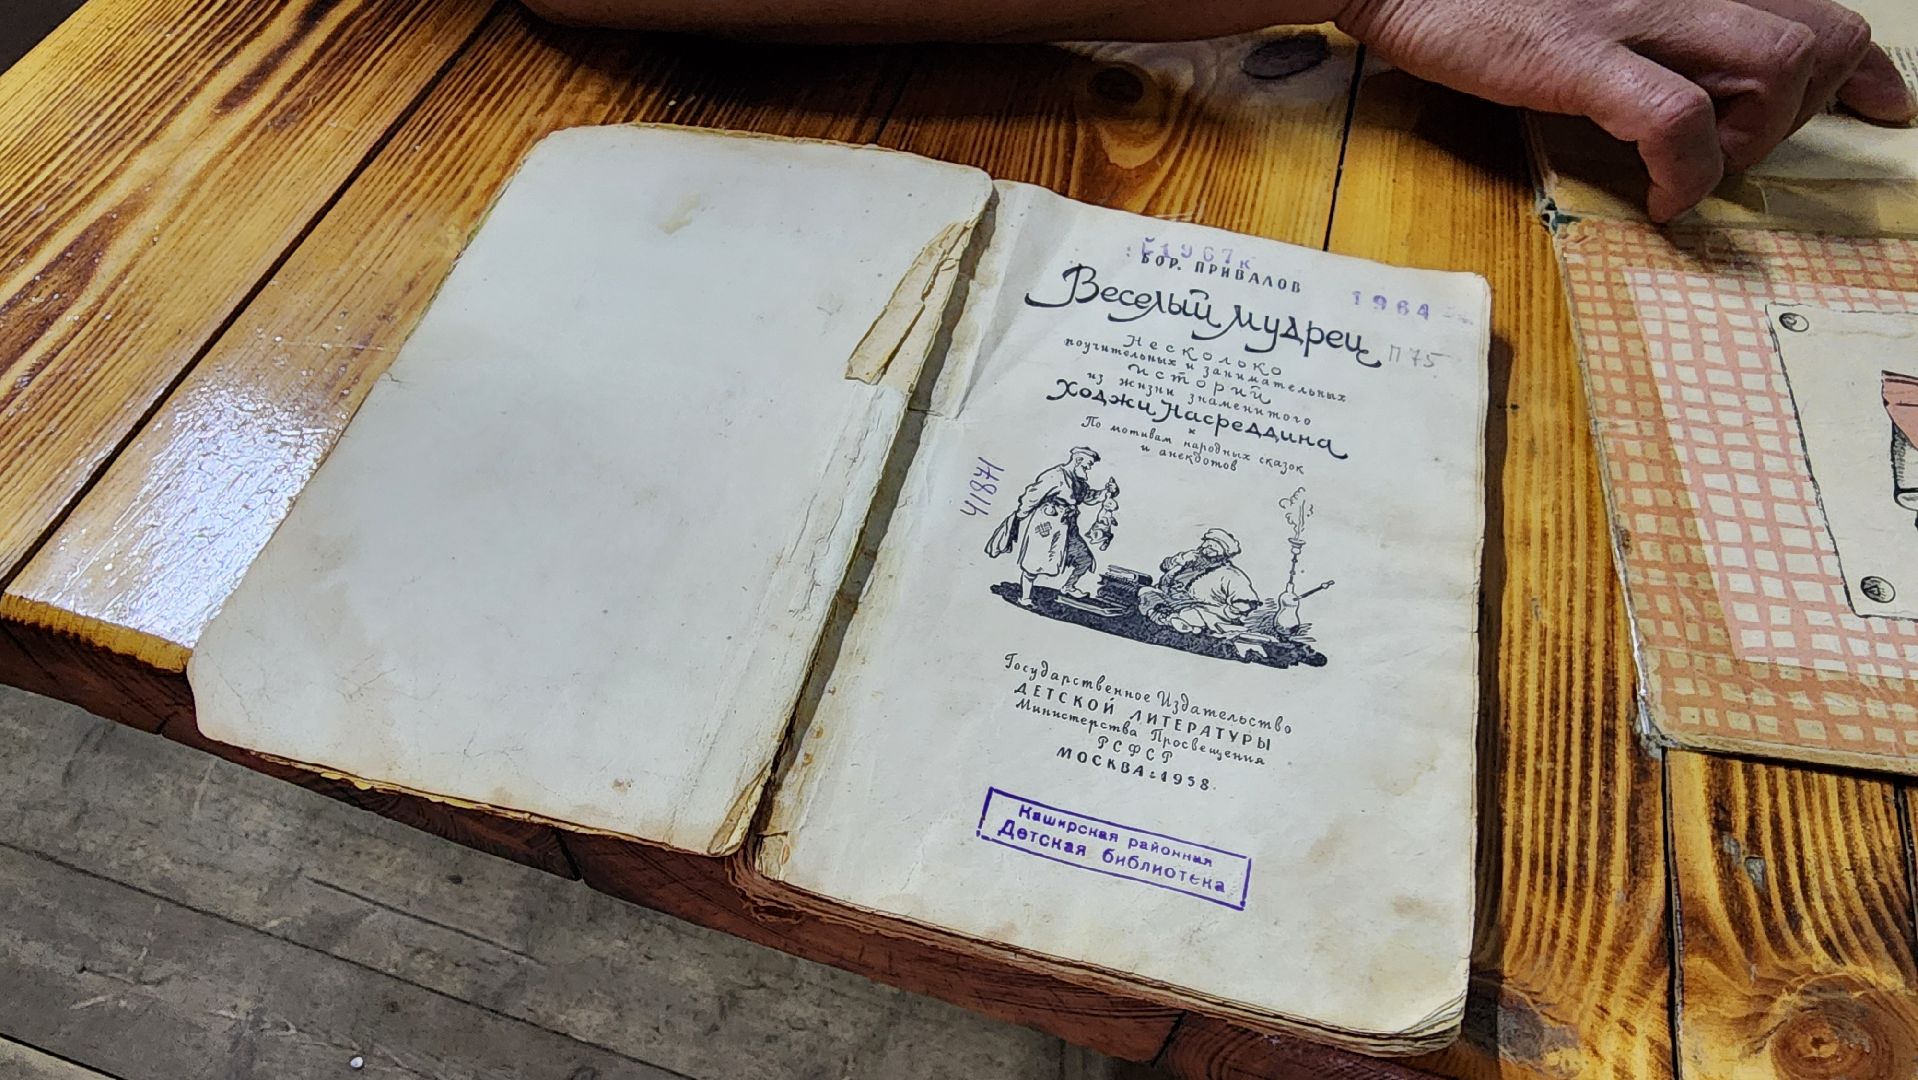 1967к
БОР. ПРИВАЛОВ
1964
Веселый мудрец
П 75
Несколько
поучительных и занимательных
историй
из жизни знаменитого
Ходжи Насреддина
По мотивам народных сказок
и анекдотов
41871
Государственное Издательство
ДЕТСКОЙ ЛИТЕРАТУРЫ
Министерства Просвещения
РСФСР
МОСКВА:1958.
Каширская районная
Детская библиотека